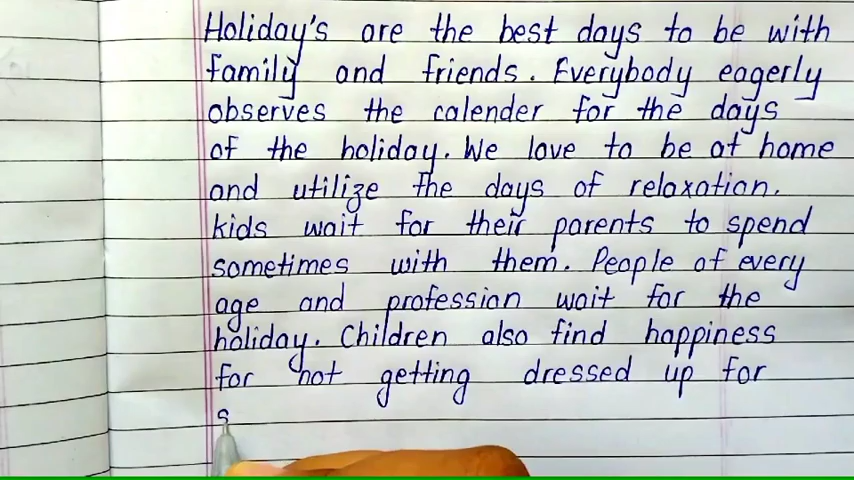 Holiday's are the best days to be with
family and friends. Everybody eagerly
observes the calender for the days
of the holiday. We love to be at home
and utilize the days of relaxation.
kids wait for their parents to spend
sometimes with them. People of every
age and profession wait for the
holiday. Children also find happiness
for not getting dressed up for
s